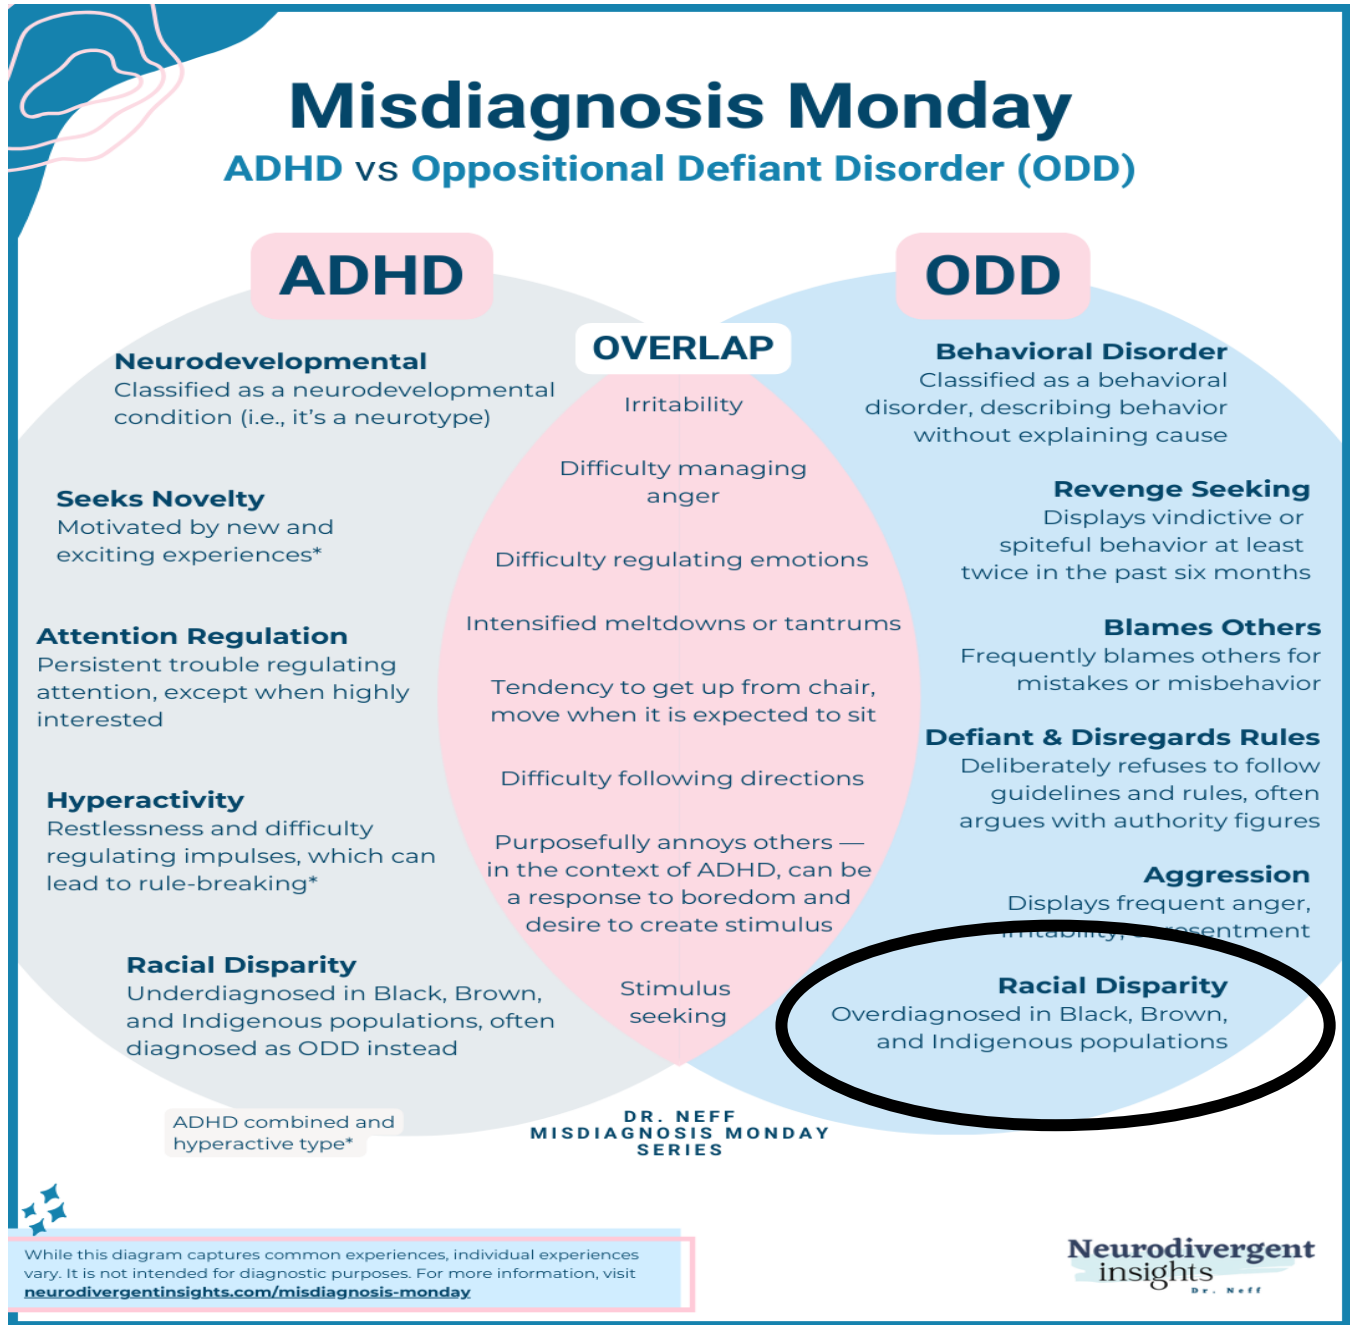 Misdiagnosis Monday
ADHD vs Oppositional Defiant Disorder (ODD)
ADHD
Neurodevelopmental
Classified as a neurodevelopmental
condition (i.e., it's a neurotype)
Seeks Novelty
Motivated by new and
exciting experiences*
Attention Regulation
Persistent trouble regulating
attention, except when highly
interested
Hyperactivity
Restlessness and difficulty
regulating impulses, which can
lead to rule-breaking*
Racial Disparity
Underdiagnosed in Black, Brown,
and Indigenous populations, often
diagnosed as ODD instead
ADHD combined and
hyperactive type*
OVERLAP
Irritability
Difficulty managing
anger
Difficulty regulating emotions
Intensified meltdowns or tantrums
Tendency to get up from chair,
move when it is expected to sit
Difficulty following directions
Purposefully annoys others —
in the context of ADHD, can be
a response to boredom and
desire to create stimulus
Stimulus
seeking
ODD
Behavioral Disorder
Classified as a behavioral
disorder, describing behavior
without explaining cause
Revenge Seeking
Displays vindictive or
spiteful behavior at least
twice in the past six months
Blames Others
Frequently blames others for
mistakes or misbehavior
Defiant & Disregards Rules
Deliberately refuses to follow
guidelines and rules, often
argues with authority figures
Aggression
Displays frequent anger,
irritability, resentment
Racial Disparity
Overdiagnosed in Black, Brown,
and Indigenous populations
DR. NEFF
MISDIAGNOSIS MONDAY
SERIES
While this diagram captures common experiences, individual experiences
vary. It is not intended for diagnostic purposes. For more information, visit
neurodivergentinsights.com/misdiagnosis-monday
Neurodivergent
insights
Dr. Neff